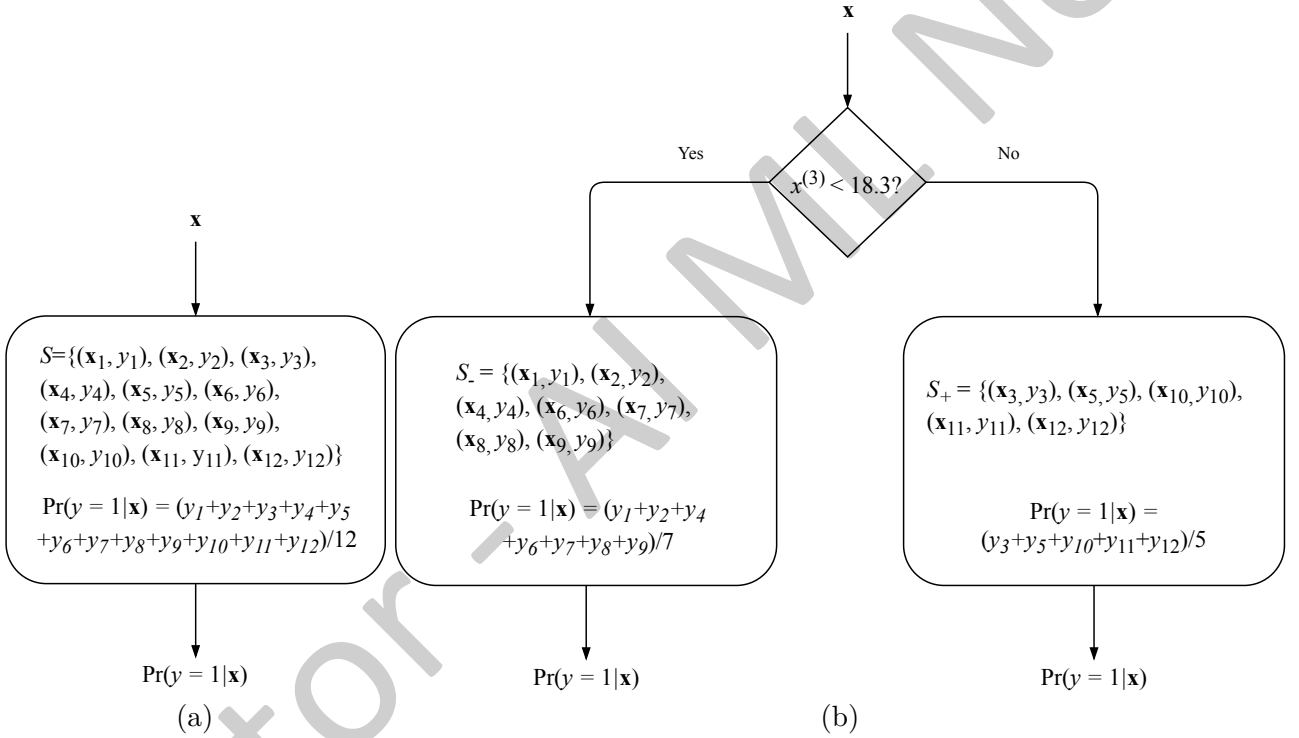 x
S={(x₁, y₁), (x₂, y₂), (x₃, y₃),
(x₄, y₄), (x₅, y₅), (x₆, y₆),
(x₇, y₇), (x₈, y₈), (x₉, y₉),
(x₁₀, y₁₀), (x₁₁, y₁₁), (x₁₂, y₁₂)}
Pr(y = 1|x) = (y₁+y₂+y₃+y₄+y₅
+y₆+y₇+y₈+y₉+y₁₀+y₁₁+y₁₂)/12
Pr(y = 1|x)
(a)
x
x⁽³⁾ < 18.3?
Yes
No
S₋ = {(x₁, y₁), (x₂, y₂),
(x₄, y₄), (x₆, y₆), (x₇, y₇),
(x₈, y₈), (x₉, y₉)}
Pr(y = 1|x) = (y₁+y₂+y₄
+y₆+y₇+y₈+y₉)/7
Pr(y = 1|x)
S₊ = {(x₃, y₃), (x₅, y₅), (x₁₀, y₁₀),
(x₁₁, y₁₁), (x₁₂, y₁₂)}
Pr(y = 1|x) =
(y₃+y₅+y₁₀+y₁₁+y₁₂)/5
Pr(y = 1|x)
(b)
- AI ML